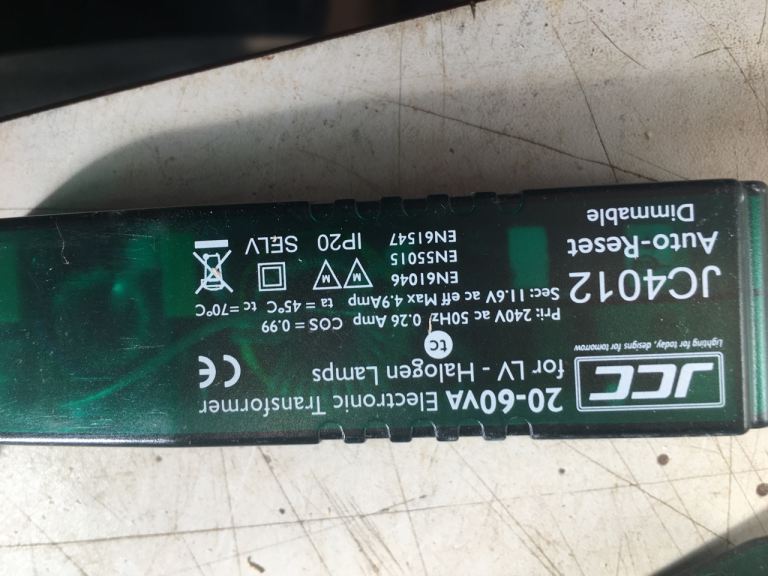 JCC
Lighting for today, designs for tomorrow
20-60VA Electronic Transformer
for LV - Halogen Lamps
tc
JC4012
Auto-Reset
Dimmable
Pri: 240V ac 50Hz 0.26 Amp COS = 0.99
Sec: 11.6V ac eff Max 4.9Amp ta = 45°C tc =70°C
EN61046
EN55015
EN61547
M M
IP20 SELV
CE